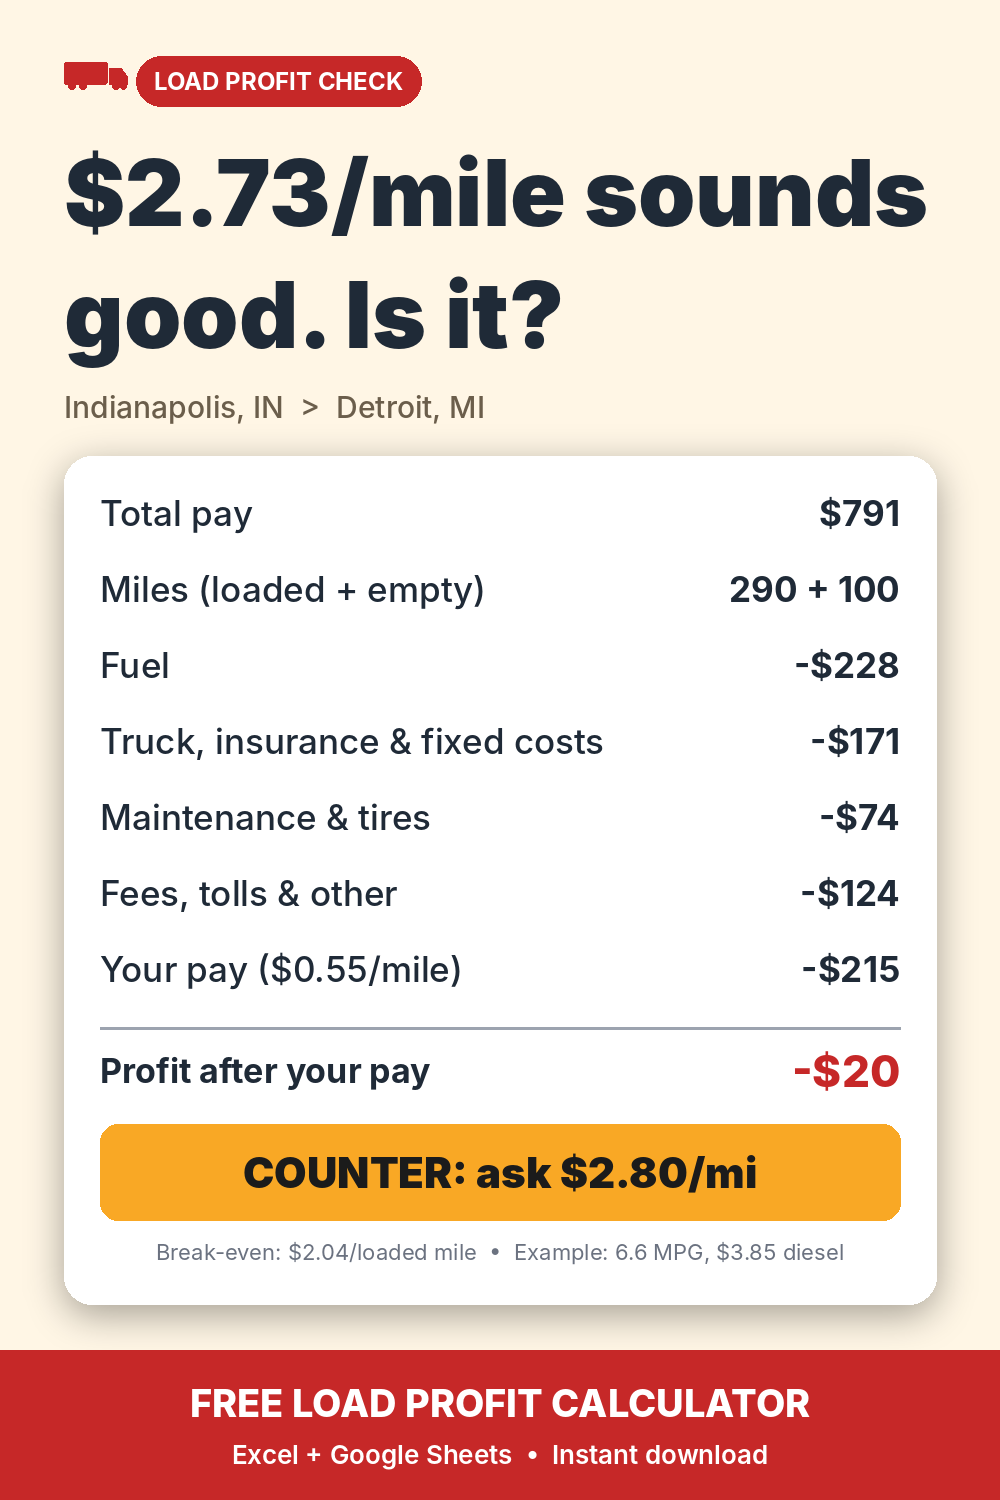 LOAD PROFIT CHECK
$2.73/mile sounds
good. Is it?
Indianapolis, IN > Detroit, MI
Total pay $791
Miles (loaded + empty) 290 + 100
Fuel -$228
Truck, insurance & fixed costs -$171
Maintenance & tires -$74
Fees, tolls & other -$124
Your pay ($0.55/mile) -$215
Profit after your pay -$20
COUNTER: ask $2.80/mi
Break-even: $2.04/loaded mile • Example: 6.6 MPG, $3.85 diesel
FREE LOAD PROFIT CALCULATOR
Excel + Google Sheets • Instant download